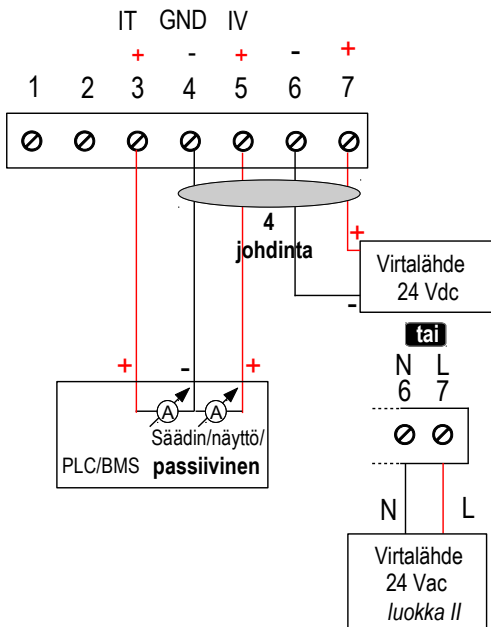 IT GND IV
+ - + - +
1 2 3 4 5 6 7
4
johdinta
+
Virtalähde
24 Vdc
-
tai
N L
6 7
+ - +
A A
Säädin/näyttö/
PLC/BMS passiivinen
N L
Virtalähde
24 Vac
luokka II